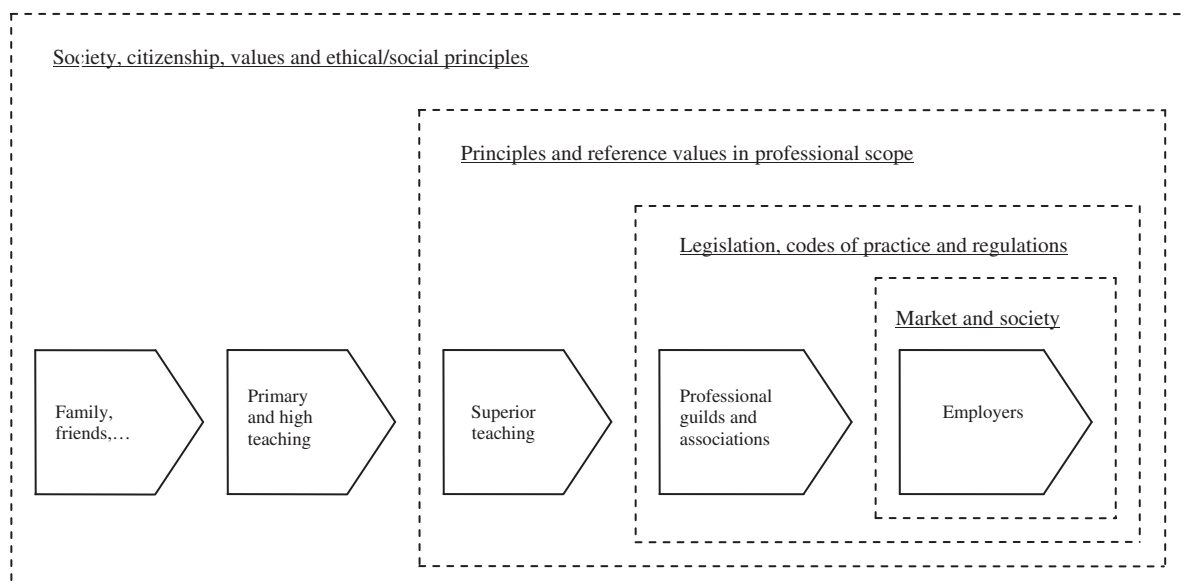 Society, citizenship, values and ethical/social principles
Principles and reference values in professional scope
Legislation, codes of practice and regulations
Market and society
Family,
friends,…
Primary
and high
teaching
Superior
teaching
Professional
guilds and
associations
Employers